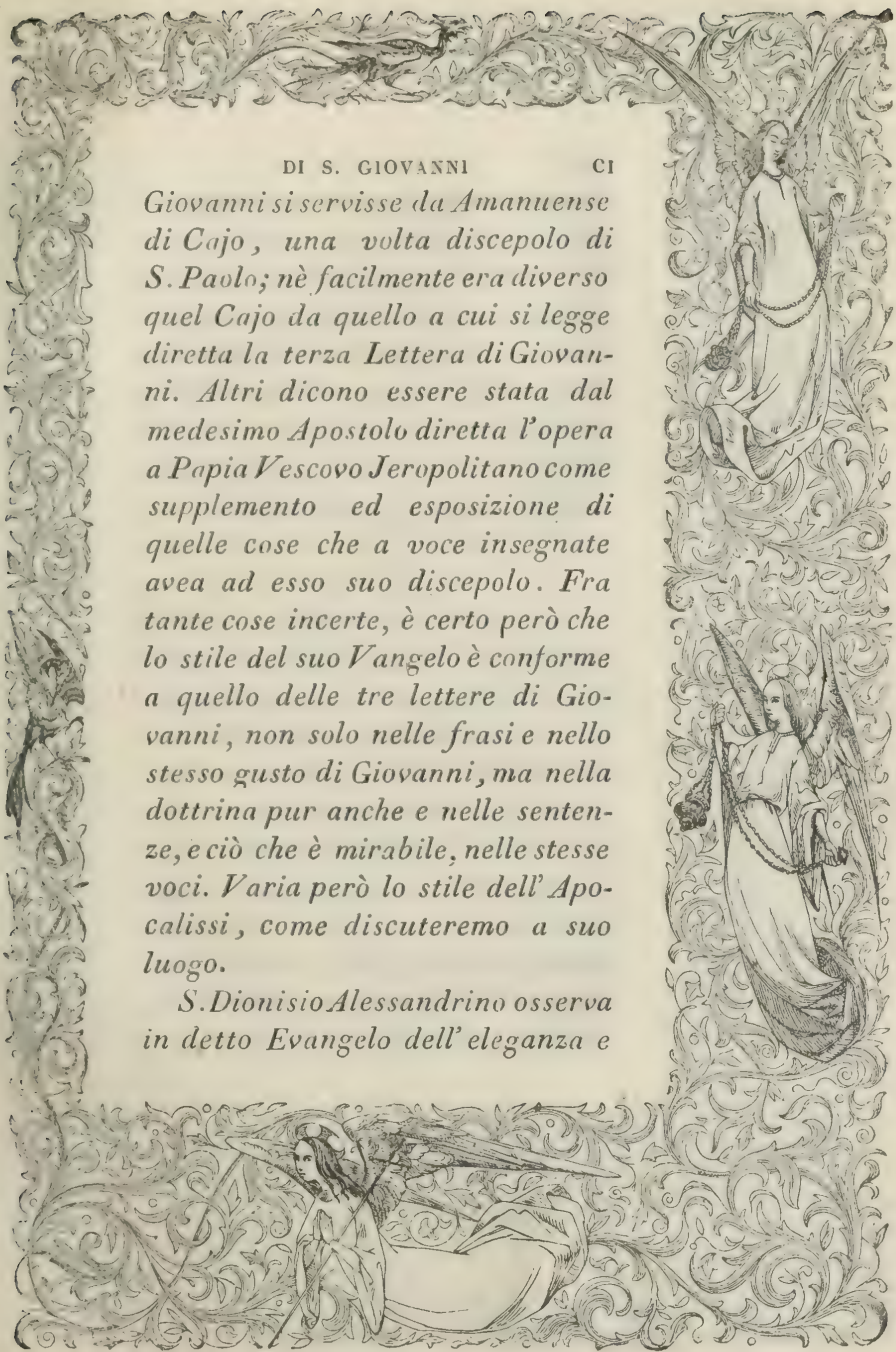 DI S. GIOVANNI CI
Giovanni si servisse da Amanuense
di Cajo, una volta discepolo di
S. Paolo; nè facilmente era diverso
quel Cajo da quello a cui si legge
diretta la terza Lettera di Giovan-
ni. Altri dicono essere stata dal
medesimo Apostolo diretta l'opera
a Papia Vescovo Jeropolitano come
supplemento ed esposizione di
quelle cose che a voce insegnate
avea ad esso suo discepolo. Fra
tante cose incerte, è certo però che
lo stile del suo Vangelo è conforme
a quello delle tre lettere di Gio-
vanni, non solo nelle frasi e nello
stesso gusto di Giovanni, ma nella
dottrina pur anche e nelle senten-
ze, e ciò che è mirabile, nelle stesse
voci. Varia però lo stile dell'Apo-
calissi, come discuteremo a suo
luogo.
S. Dionisio Alessandrino osserva
in detto Evangelo dell'eleganza e